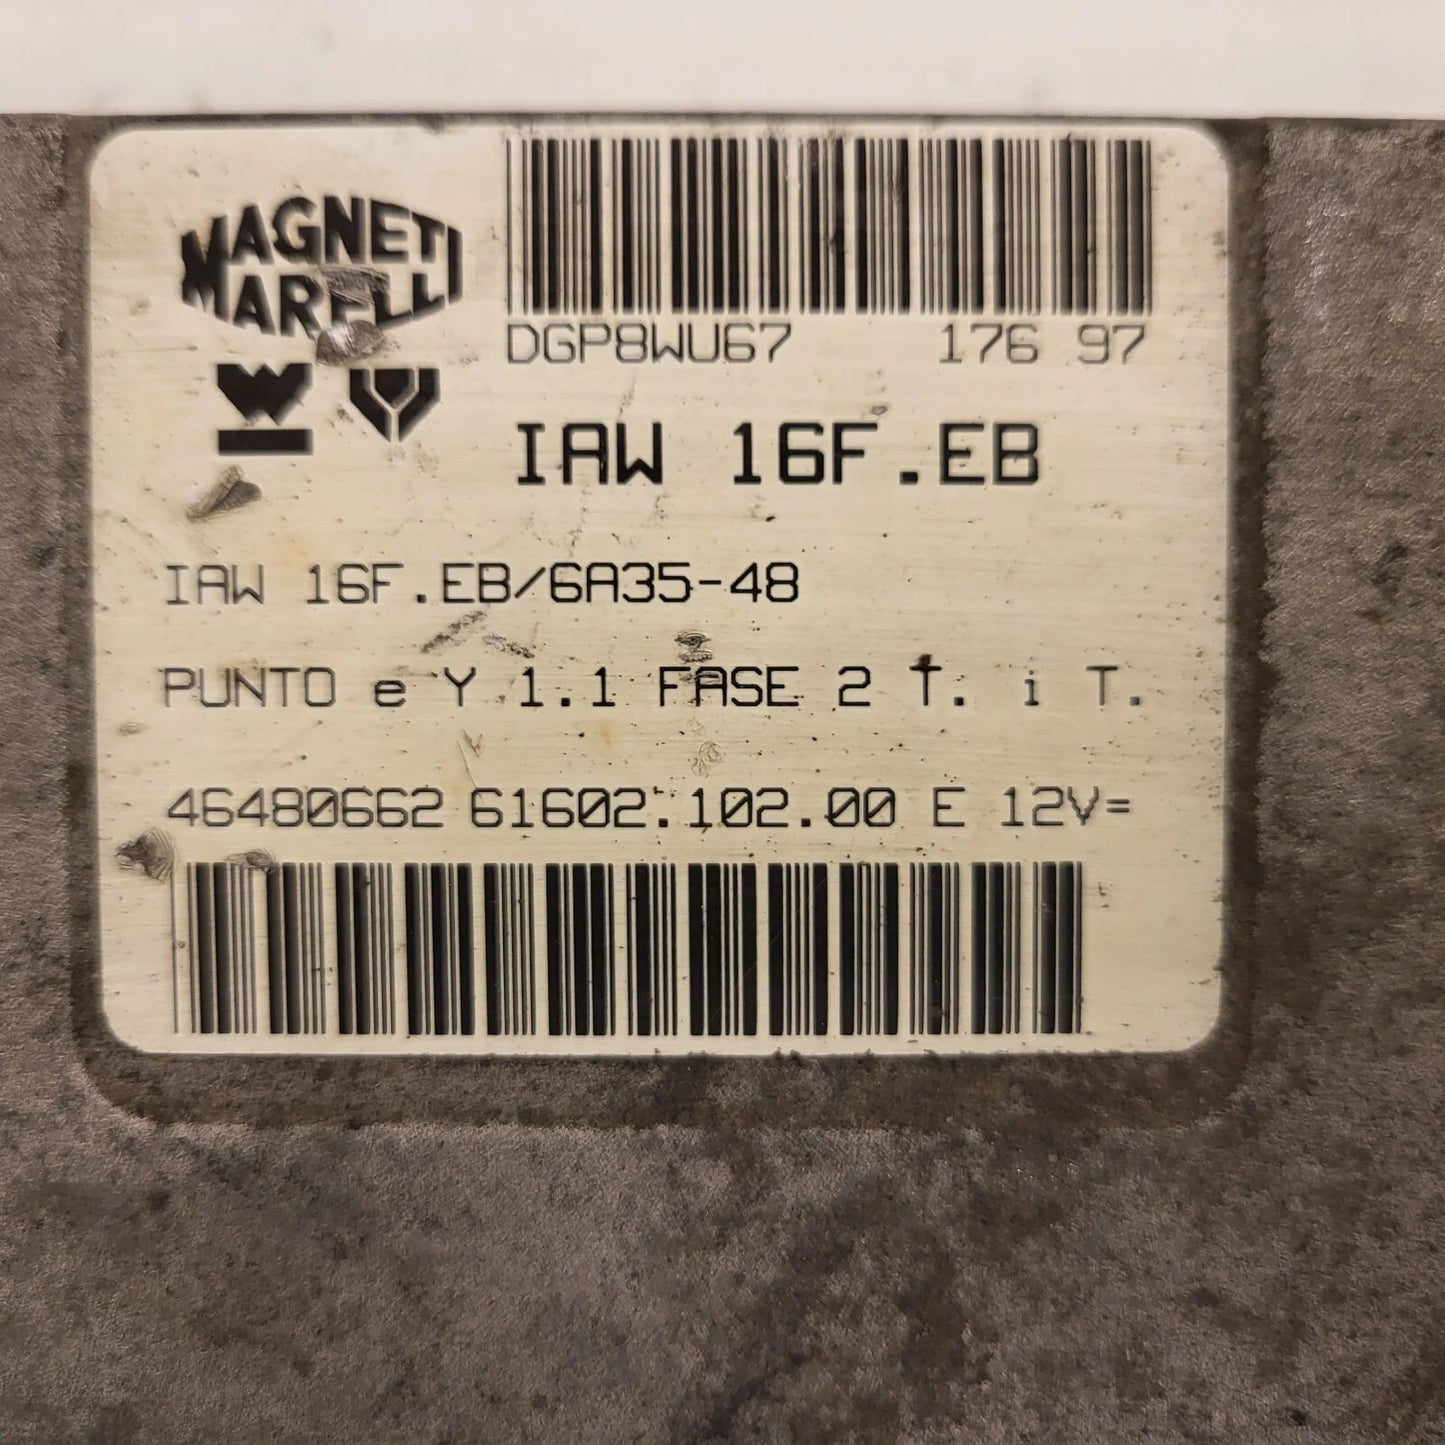 MAGNETI
MARELLI
DGP8WU67 176 97
IAW 16F.EB
IAW 16F.EB/6A35-48
PUNTO e Y 1.1 FASE 2 T. i T.
46480662 61602.102.00 E 12V=